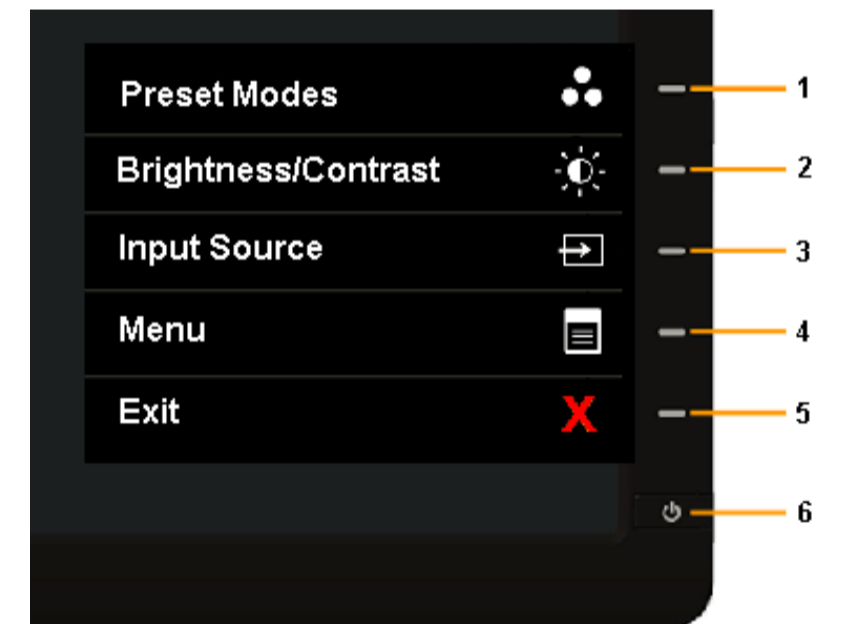 Preset Modes 1
Brightness/Contrast 2
Input Source 3
Menu 4
Exit X 5
6